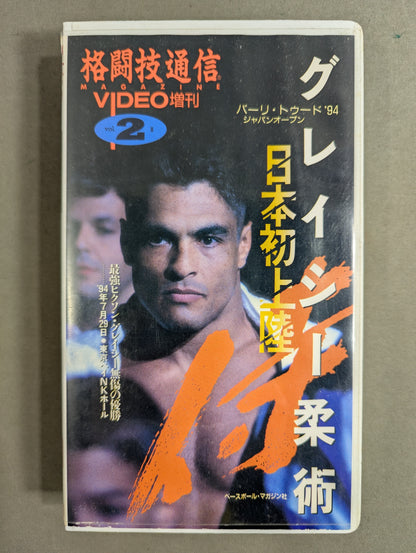 格闘技通信
MAGAZINE
VIDEO増刊
vol. 2
グレイシー柔術
バーリ・トゥード'94
ジャパンオープン
日本初上陸
侍
最強ヒクソン・グレイシー無傷の優勝
'94年7月29日●東京ベイNKホール
ベースボール・マガジン社